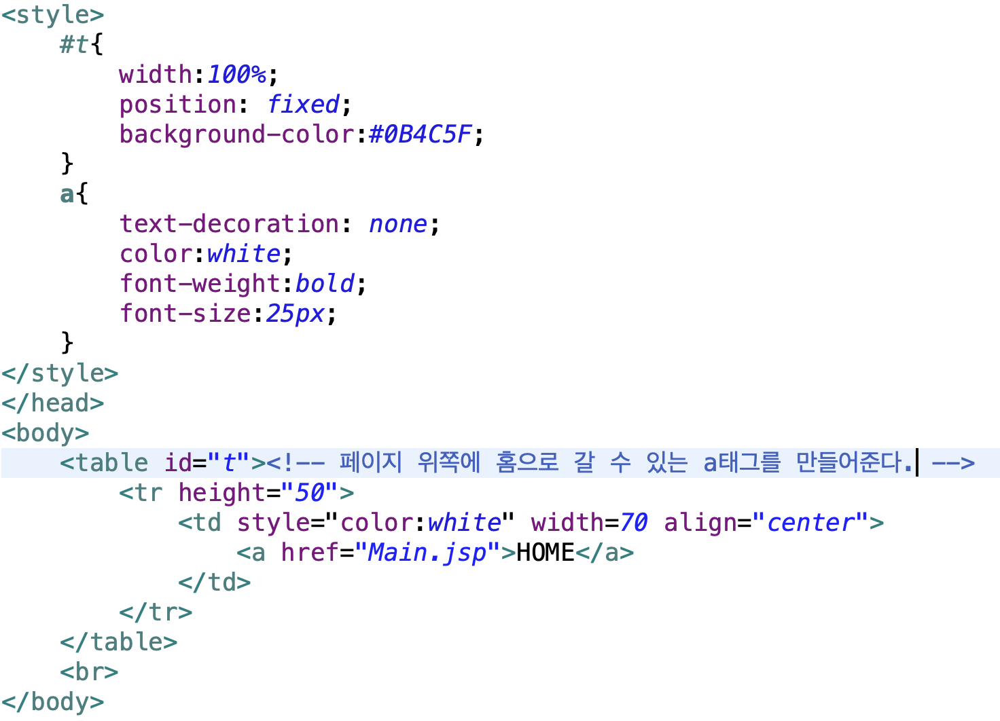 <style>
#t{
width:100%;
position: fixed;
background-color:#0B4C5F;
}
a{
text-decoration: none;
color:white;
font-weight:bold;
font-size:25px;
}
</style>
</head>
<body>
<table id="t"><!-- 페이지 위쪽에 홈으로 갈 수 있는 a태그를 만들어준다. -->
<tr height="50">
<td style="color:white" width=70 align="center">
<a href="Main.jsp">HOME</a>
</td>
</tr>
</table>
<br>
</body>